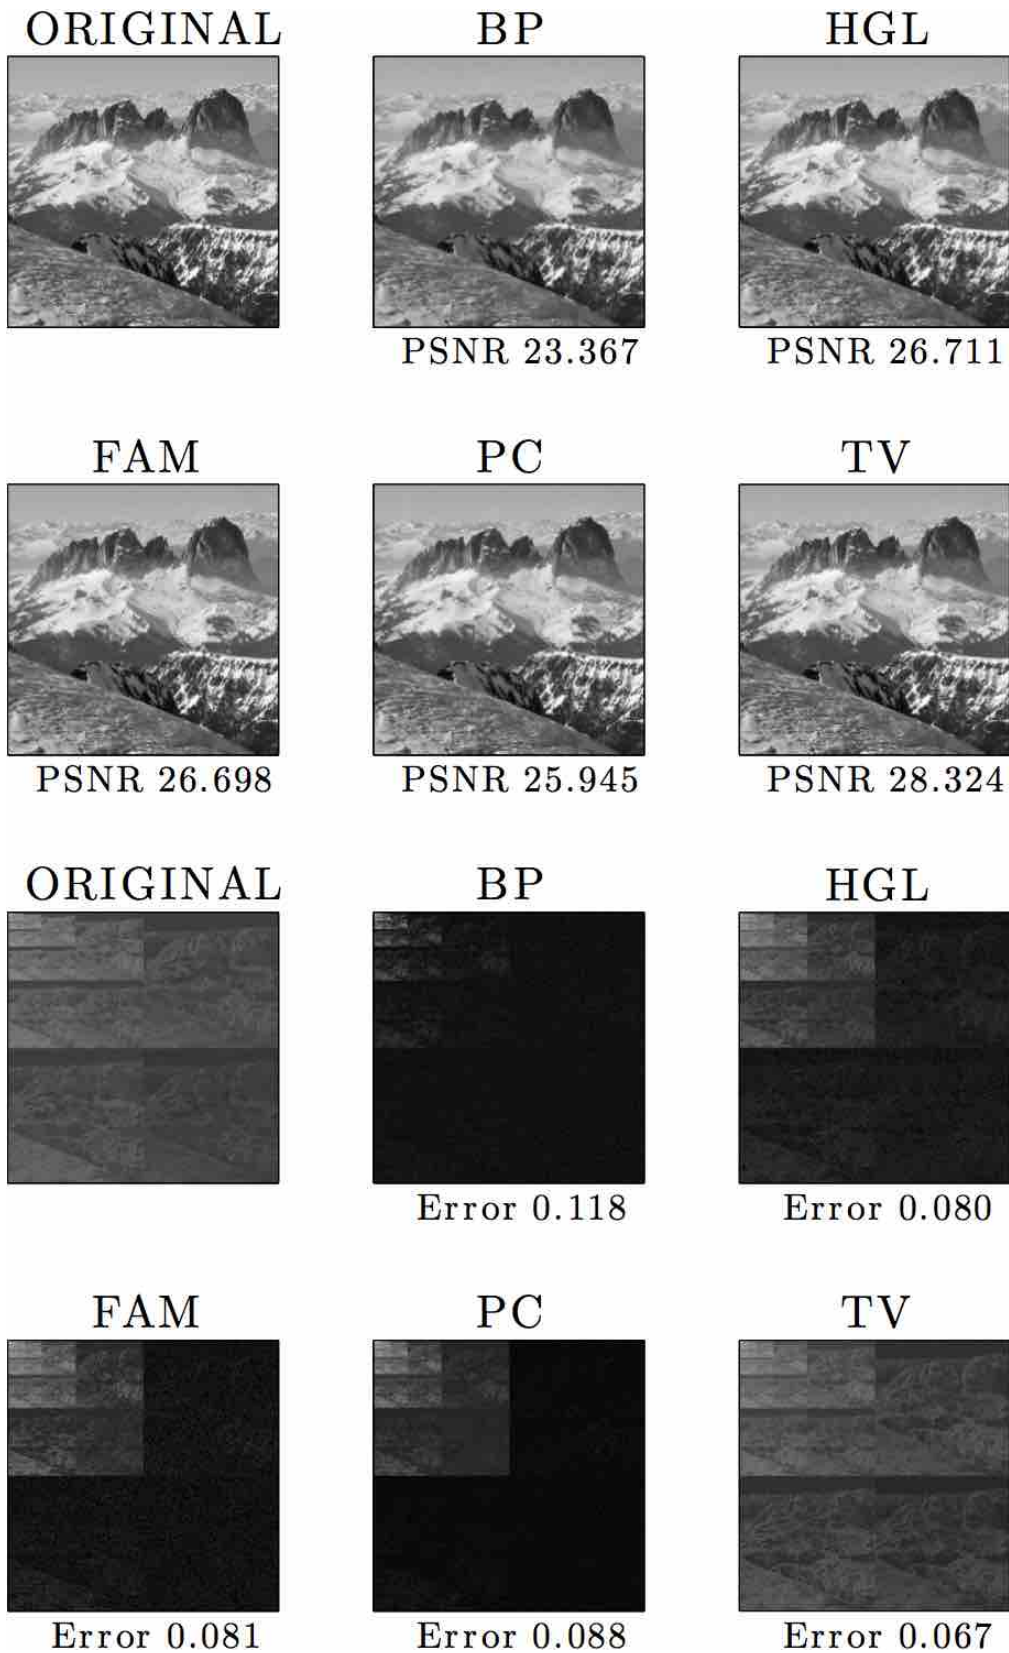 ORIGINAL BP HGL
PSNR 23.367 PSNR 26.711
FAM PC TV
PSNR 26.698 PSNR 25.945 PSNR 28.324
ORIGINAL BP HGL
Error 0.118 Error 0.080
FAM PC TV
Error 0.081 Error 0.088 Error 0.067